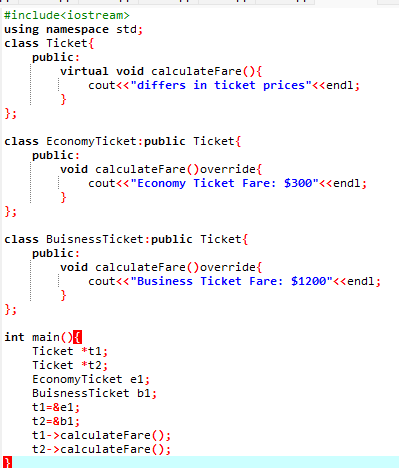 #include<iostream>
using namespace std;
class Ticket{
    public:
        virtual void calculateFare(){
            cout<<"differs in ticket prices"<<endl;
        }
};

class EconomyTicket:public Ticket{
    public:
        void calculateFare()override{
            cout<<"Economy Ticket Fare: $300"<<endl;
        }
};

class BuisnessTicket:public Ticket{
    public:
        void calculateFare()override{
            cout<<"Business Ticket Fare: $1200"<<endl;
        }
};

int main(){
    Ticket *t1;
    Ticket *t2;
    EconomyTicket e1;
    BuisnessTicket b1;
    t1=&e1;
    t2=&b1;
    t1->calculateFare();
    t2->calculateFare();
}